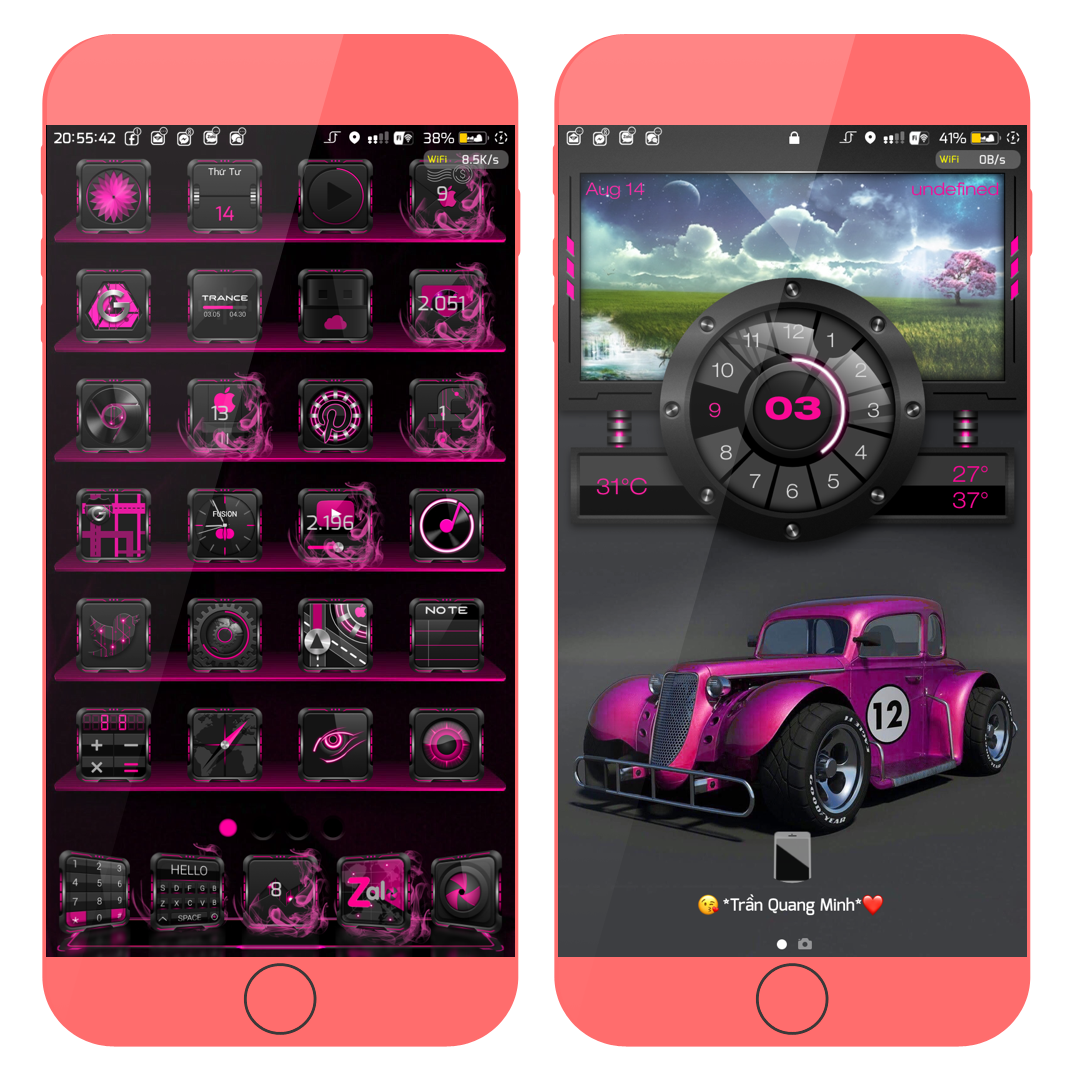 20:55:42 38%
WiFi 8.5K/s
Thứ Tư
14
9
G
TRANCE
03:05 04.30
2.051
13
1
G
FUSION
2.196
NOTE
8 8
+ −
× =
1 2 3
4 5 6
7 8 9
* 0 #
HELLO
S D F G B
Z X C V B
SPACE
8
Zalo
41%
WiFi 0B/s
Aug 14 undefined
11 12 1
10 2
9 03 3
8 4
7 6 5
31°C
27°
37°
12
GOODYEAR
😘*Trần Quang Minh*❤️